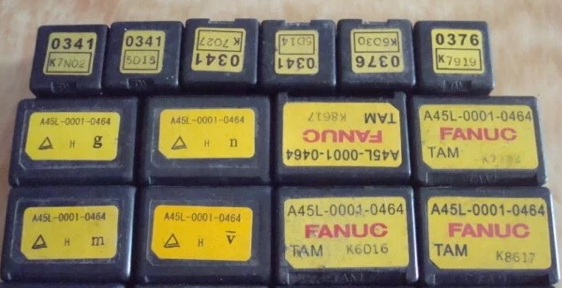 0341
K7N02
0341
5D15
0341
K7027
0341
5D14
0376
K6D30
0376
K7919
A45L-0001-0464
H g
A45L-0001-0464
H n
A45L-0001-0464
FANUC
TAM K8617
A45L-0001-0464
FANUC
TAM
A45L-0001-0464
H m
A45L-0001-0464
H v̄
A45L-0001-0464
FANUC
TAM K6D16
A45L-0001-0464
FANUC
TAM K8617